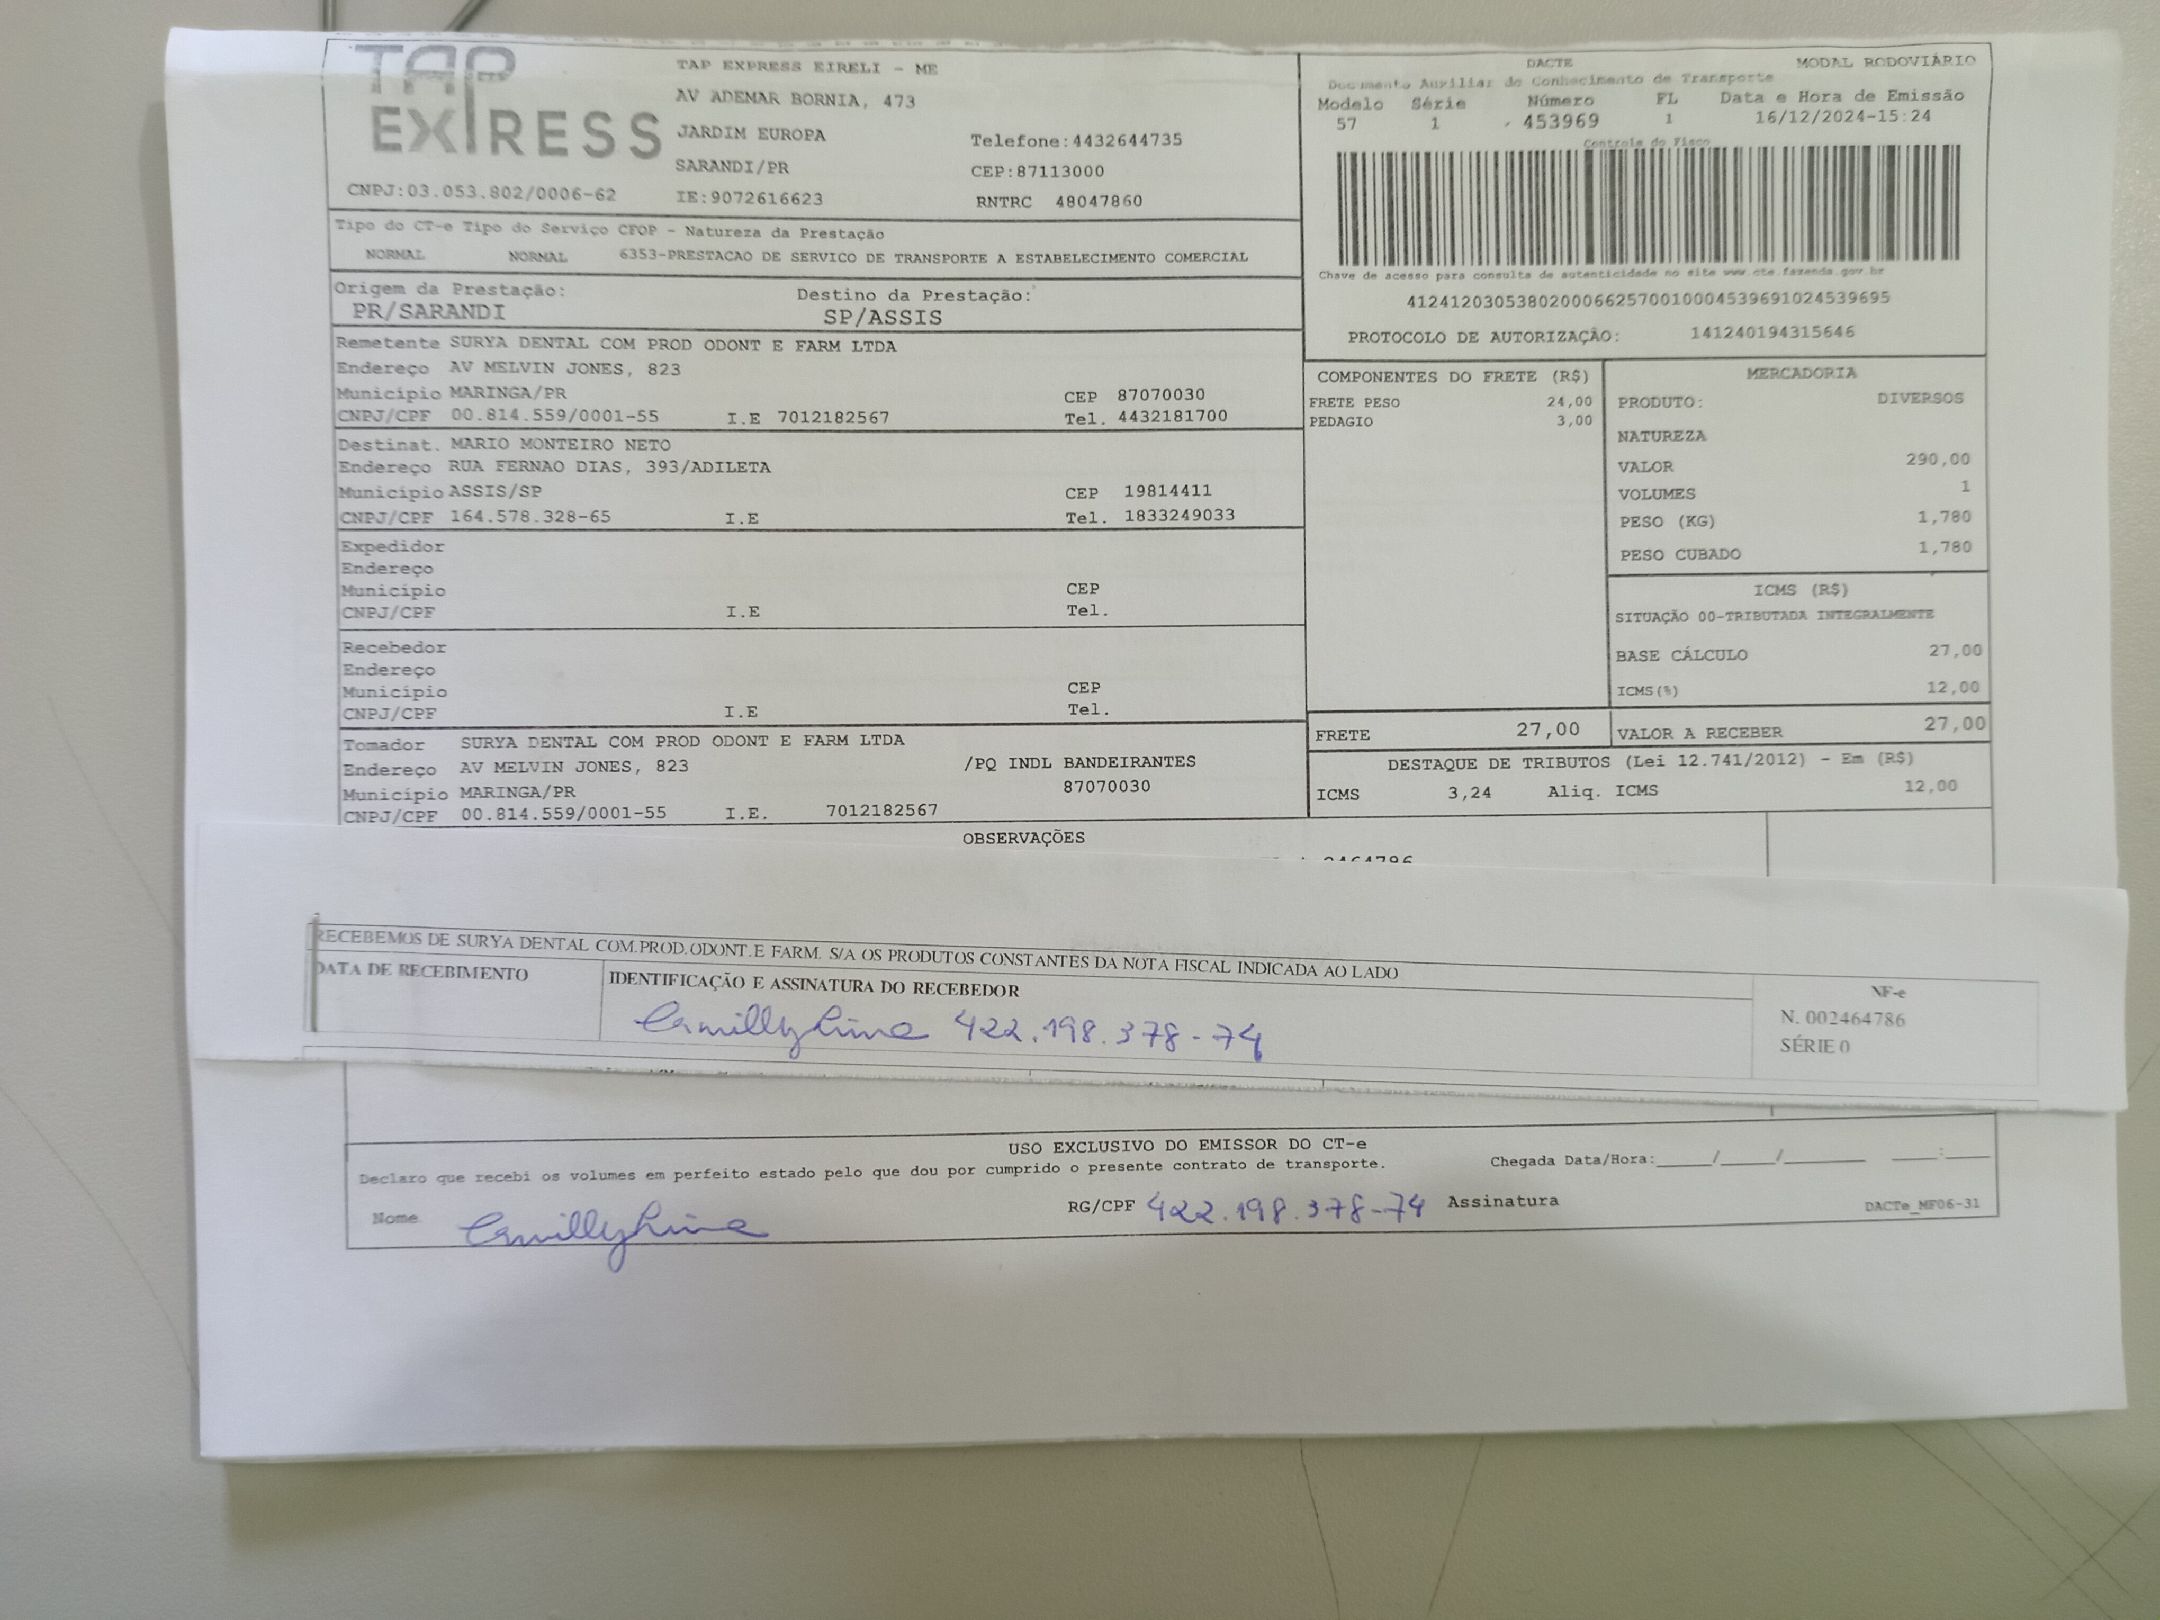 TAP EXPRESS
TAP EXPRESS EIRELI - ME
AV ADEMAR BORNIA, 473
JARDIM EUROPA
Telefone:4432644735
SARANDI/PR
CEP:87113000
CNPJ:03.053.802/0006-62
IE:9072616623
RNTRC 48047860
DACTE
MODAL RODOVIÁRIO
Documento Auxiliar do Conhecimento de Transporte
Modelo Série Número FL Data e Hora de Emissão
57 1 453969 1 16/12/2024-15:24
Controle do Fisco
Chave de acesso para consulta de autenticidade no site www.cte.fazenda.gov.br
41241203053802000662570010004539691024539695
PROTOCOLO DE AUTORIZAÇÃO: 141240194315646
Tipo do CT-e Tipo do Serviço CFOP - Natureza da Prestação
NORMAL NORMAL 6353-PRESTACAO DE SERVICO DE TRANSPORTE A ESTABELECIMENTO COMERCIAL
Origem da Prestação: Destino da Prestação:
PR/SARANDI SP/ASSIS
Remetente SURYA DENTAL COM PROD ODONT E FARM LTDA
Endereço AV MELVIN JONES, 823
Município MARINGA/PR CEP 87070030
CNPJ/CPF 00.814.559/0001-55 I.E 7012182567 Tel. 4432181700
Destinat. MARIO MONTEIRO NETO
Endereço RUA FERNAO DIAS, 393/ADILETA
Município ASSIS/SP CEP 19814411
CNPJ/CPF 164.578.328-65 I.E Tel. 1833249033
Expedidor
Endereço
Município CEP
CNPJ/CPF I.E Tel.
Recebedor
Endereço
Município CEP
CNPJ/CPF I.E Tel.
Tomador SURYA DENTAL COM PROD ODONT E FARM LTDA
Endereço AV MELVIN JONES, 823 /PQ INDL BANDEIRANTES
Município MARINGA/PR 87070030
CNPJ/CPF 00.814.559/0001-55 I.E. 7012182567
COMPONENTES DO FRETE (R$)
FRETE PESO 24,00
PEDAGIO 3,00
MERCADORIA
PRODUTO: DIVERSOS
NATUREZA
VALOR 290,00
VOLUMES 1
PESO (KG) 1,780
PESO CUBADO 1,780
ICMS (R$)
SITUAÇÃO 00-TRIBUTADA INTEGRALMENTE
BASE CÁLCULO 27,00
ICMS(%) 12,00
FRETE 27,00 VALOR A RECEBER 27,00
DESTAQUE DE TRIBUTOS (Lei 12.741/2012) - Em (R$)
ICMS 3,24 Aliq. ICMS 12,00
OBSERVAÇÕES
RECEBEMOS DE SURYA DENTAL COM.PROD.ODONT.E FARM. S/A OS PRODUTOS CONSTANTES DA NOTA FISCAL INDICADA AO LADO
DATA DE RECEBIMENTO IDENTIFICAÇÃO E ASSINATURA DO RECEBEDOR
Camilly Lima 422.198.378-74
NF-e
N. 002464786
SÉRIE 0
USO EXCLUSIVO DO EMISSOR DO CT-e
Declaro que recebi os volumes em perfeito estado pelo que dou por cumprido o presente contrato de transporte.
Chegada Data/Hora:_____/_____/_______ ____:____
Nome Camilly Lima RG/CPF 422.198.378-74 Assinatura
DACTe_MF06-31